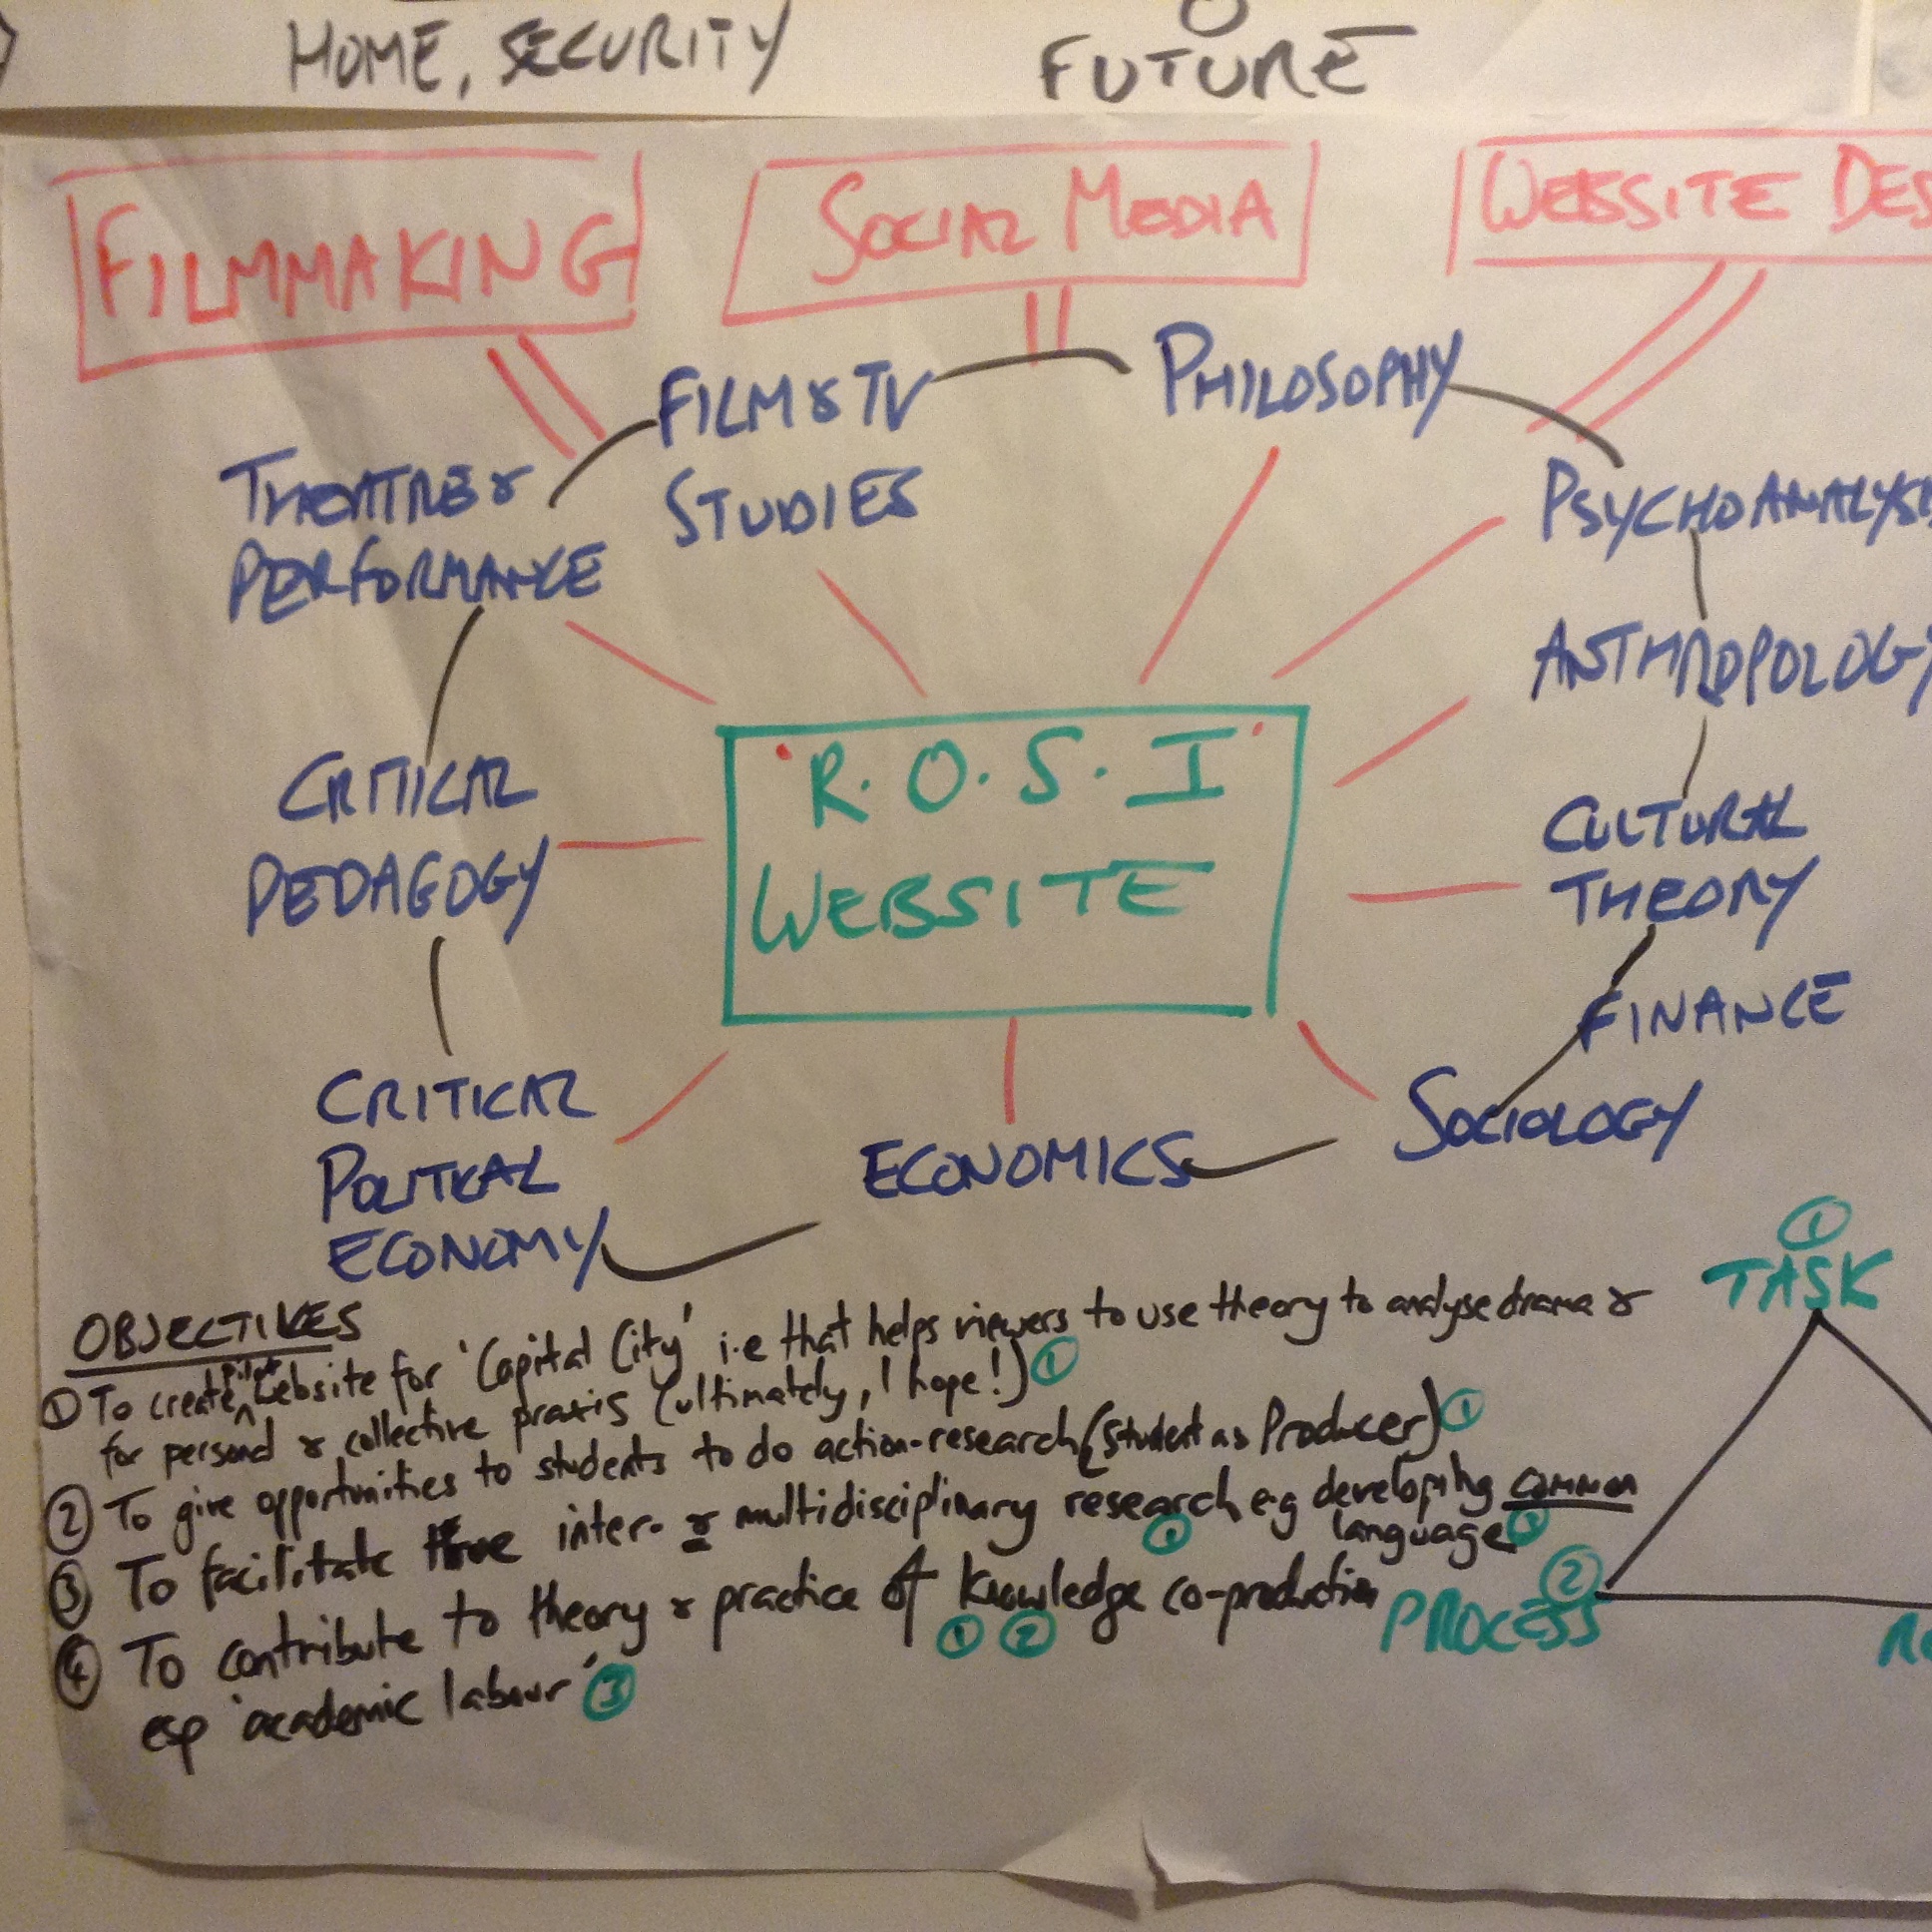 HOME, SECURITY
FUTURE
FILMMAKING
SOCIAL MEDIA
WEBSITE DES
FILM & TV
STUDIES
PHILOSOPHY
THEATRE &
PERFORMANCE
PSYCHOANALYSI
ANTHROPOLOGY
CRITICAL
PEDAGOGY
R.O.S.I
WEBSITE
CULTURAL
THEORY
FINANCE
CRITICAL
POLITICAL
ECONOMY
ECONOMICS
SOCIOLOGY
OBJECTIVES
① To create pilot website for 'Capital City' i.e that helps viewers to use theory to analyse drama &
for personal & collective praxis (ultimately, I hope!) ①
② To give opportunities to students to do action-research (Student as Producer) ①
③ To facilitate true inter- & multidisciplinary research e.g developing common
language ① ①
④ To contribute to theory & practice of knowledge co-production
① ②
esp 'academic labour' ③
①
TASK
②
PROCESS